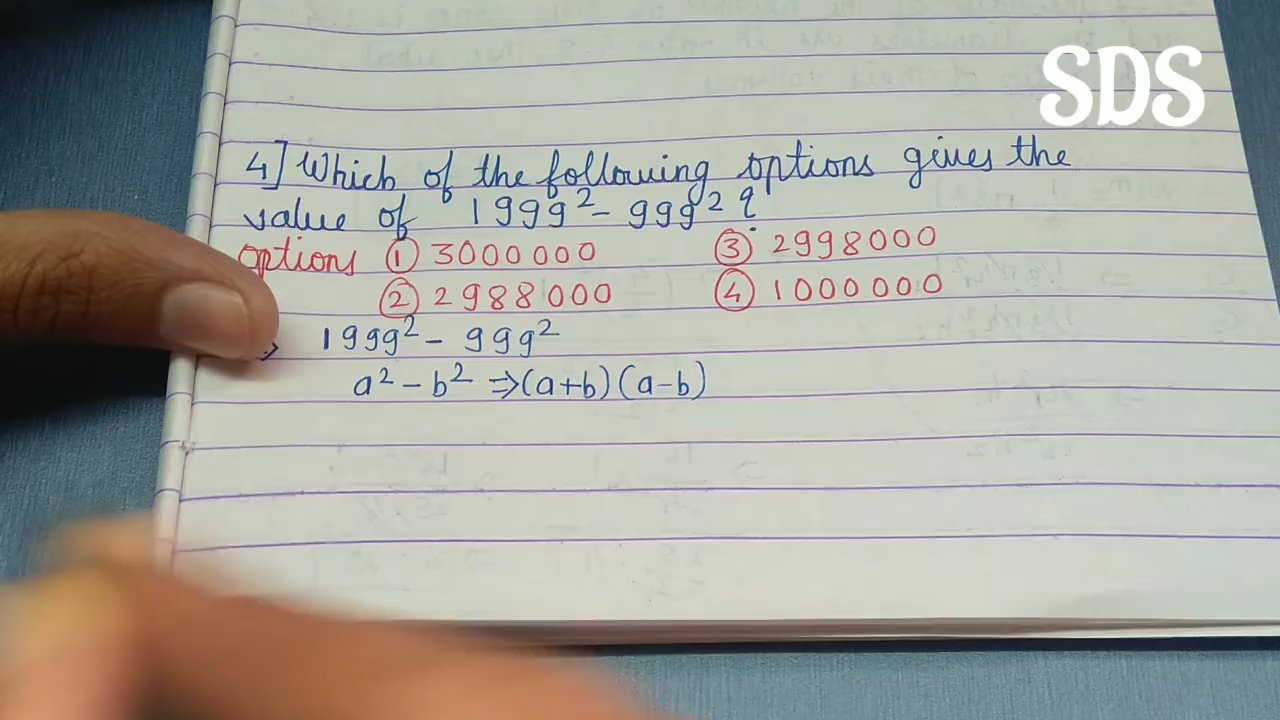 SDS
4] Which of the following options gives the
value of 1999² - 999² ?
options ① 3000000 ③ 2998000
② 2988000 ④ 1000000
1999² - 999²
a² - b² ⇒ (a+b) (a-b)